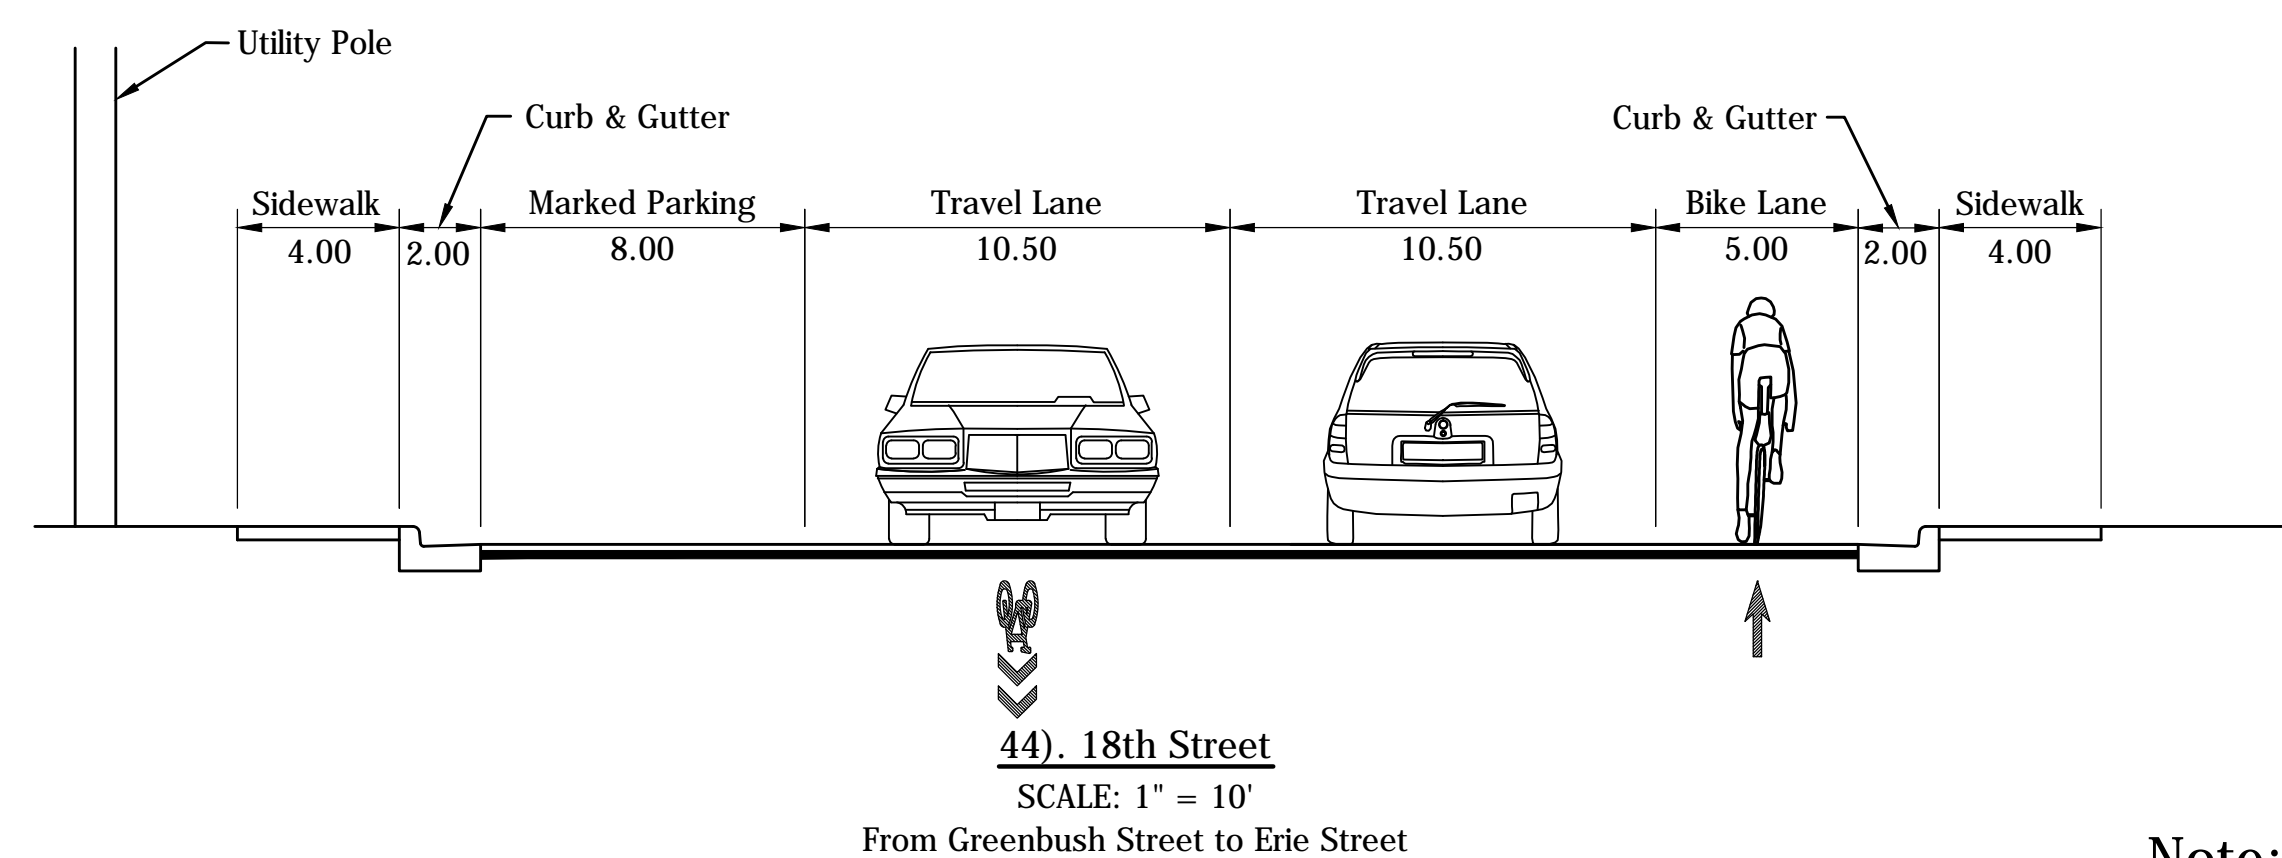 Utility Pole
Curb & Gutter
Curb & Gutter
Sidewalk Marked Parking Travel Lane Travel Lane Bike Lane Sidewalk
4.00 2.00 8.00 10.50 10.50 5.00 2.00 4.00
44). 18th Street
SCALE: 1" = 10'
From Greenbush Street to Erie Street
Note: